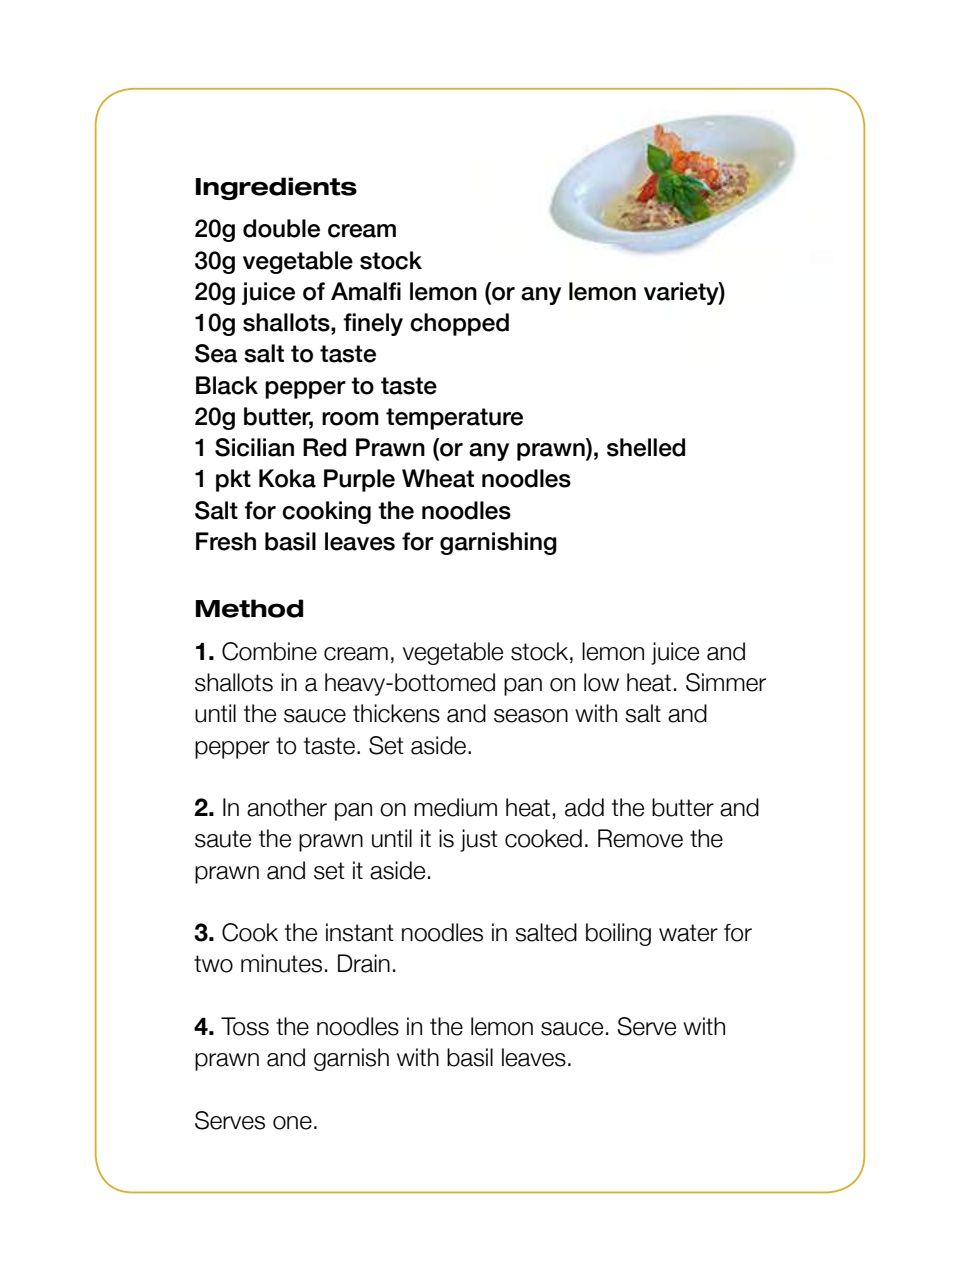 Ingredients
20g double cream
30g vegetable stock
20g juice of Amalfi lemon (or any lemon variety)
10g shallots, finely chopped
Sea salt to taste
Black pepper to taste
20g butter, room temperature
1 Sicilian Red Prawn (or any prawn), shelled
1 pkt Koka Purple Wheat noodles
Salt for cooking the noodles
Fresh basil leaves for garnishing
Method
1. Combine cream, vegetable stock, lemon juice and
shallots in a heavy-bottomed pan on low heat. Simmer
until the sauce thickens and season with salt and
pepper to taste. Set aside.
2. In another pan on medium heat, add the butter and
saute the prawn until it is just cooked. Remove the
prawn and set it aside.
3. Cook the instant noodles in salted boiling water for
two minutes. Drain.
4. Toss the noodles in the lemon sauce. Serve with
prawn and garnish with basil leaves.
Serves one.